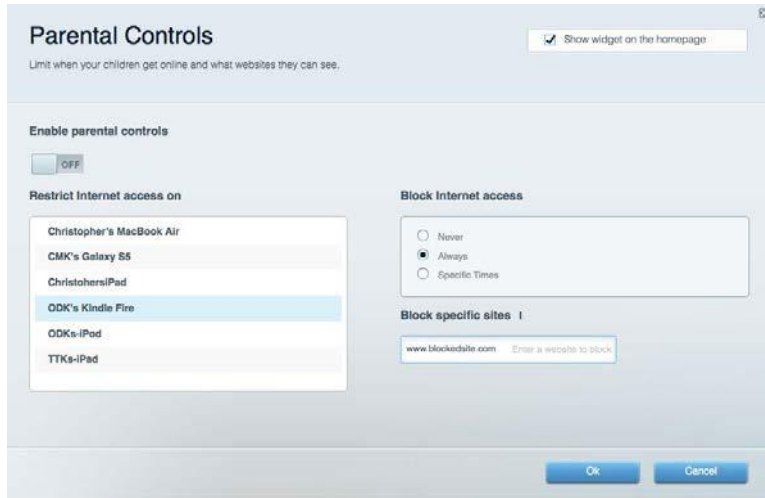 Parental Controls
Show widget on the homepage
Limit when your children get online and what websites they can see.
Enable parental controls
OFF
Restrict Internet access on
Christopher's MacBook Air
CMK's Galaxy S5
ChristohersiPad
ODK's Kindle Fire
ODKs-iPod
TTKs-iPad
Block Internet access
Never
Always
Specific Times
Block specific sites
www.blockedsite.com Enter a website to block
Ok Cancel